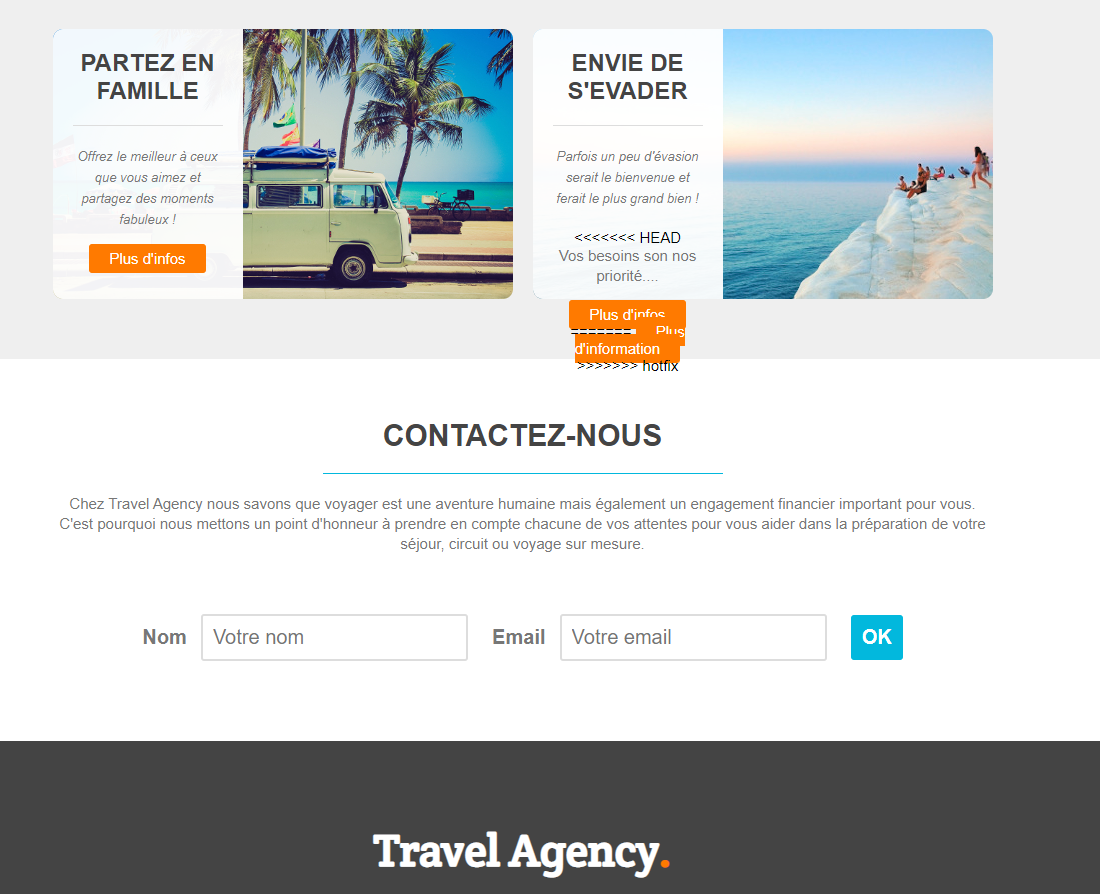 PARTEZ EN
FAMILLE
Offrez le meilleur à ceux
que vous aimez et
partagez des moments
fabuleux !
Plus d'infos
ENVIE DE
S'EVADER
Parfois un peu d'évasion
serait le bienvenue et
ferait le plus grand bien !
<<<<<<< HEAD
Vos besoins son nos
priorité....
Plus d'infos
======= Plus
d'information
>>>>>>> hotfix
CONTACTEZ-NOUS
Chez Travel Agency nous savons que voyager est une aventure humaine mais également un engagement financier important pour vous.
C'est pourquoi nous mettons un point d'honneur à prendre en compte chacune de vos attentes pour vous aider dans la préparation de votre
séjour, circuit ou voyage sur mesure.
Nom Votre nom Email Votre email OK
Travel Agency.